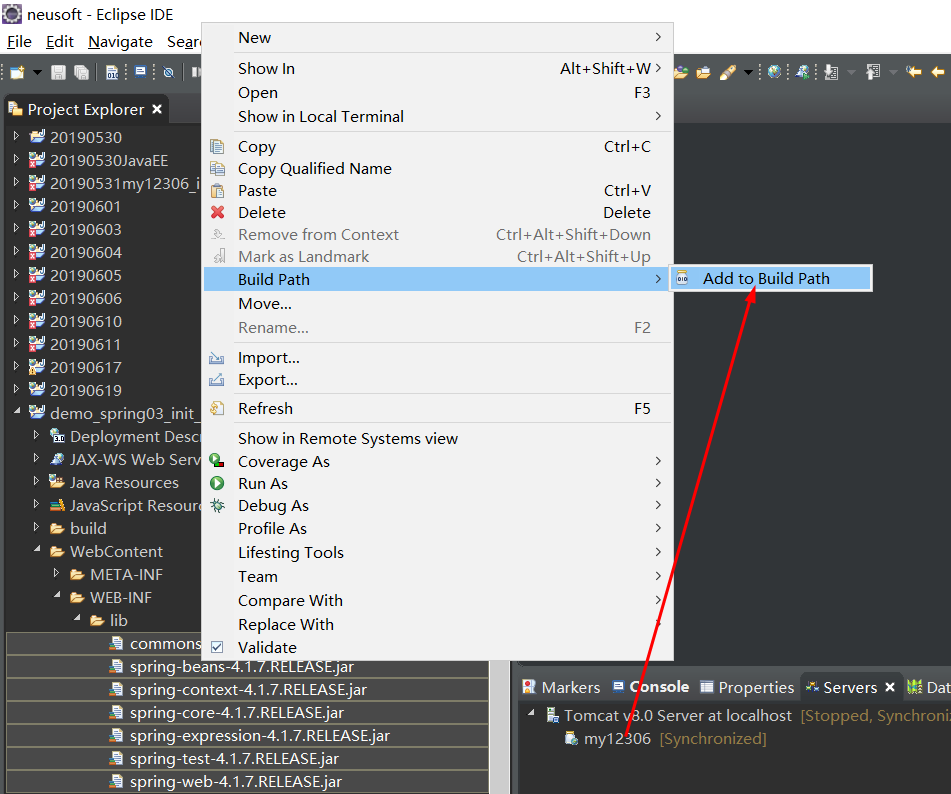 neusoft - Eclipse IDE
File Edit Navigate Sear
Project Explorer
20190530
20190530JavaEE
20190531my12306_i
20190601
20190603
20190604
20190605
20190606
20190610
20190611
20190617
20190619
demo_spring03_init_
Deployment Descr
JAX-WS Web Serv
Java Resources
JavaScript Resourc
build
WebContent
META-INF
WEB-INF
lib
commons
spring-beans-4.1.7.RELEASE.jar
spring-context-4.1.7.RELEASE.jar
spring-core-4.1.7.RELEASE.jar
spring-expression-4.1.7.RELEASE.jar
spring-test-4.1.7.RELEASE.jar
spring-web-4.1.7.RELEASE.jar
New
Show In Alt+Shift+W
Open F3
Show in Local Terminal
Copy Ctrl+C
Copy Qualified Name
Paste Ctrl+V
Delete Delete
Remove from Context Ctrl+Alt+Shift+Down
Mark as Landmark Ctrl+Alt+Shift+Up
Build Path
Move...
Rename... F2
Import...
Export...
Refresh F5
Show in Remote Systems view
Coverage As
Run As
Debug As
Profile As
Lifesting Tools
Team
Compare With
Replace With
Validate
Add to Build Path
Markers Console Properties Servers Dat
Tomcat v8.0 Server at localhost [Stopped, Synchroni
my12306 [Synchronized]